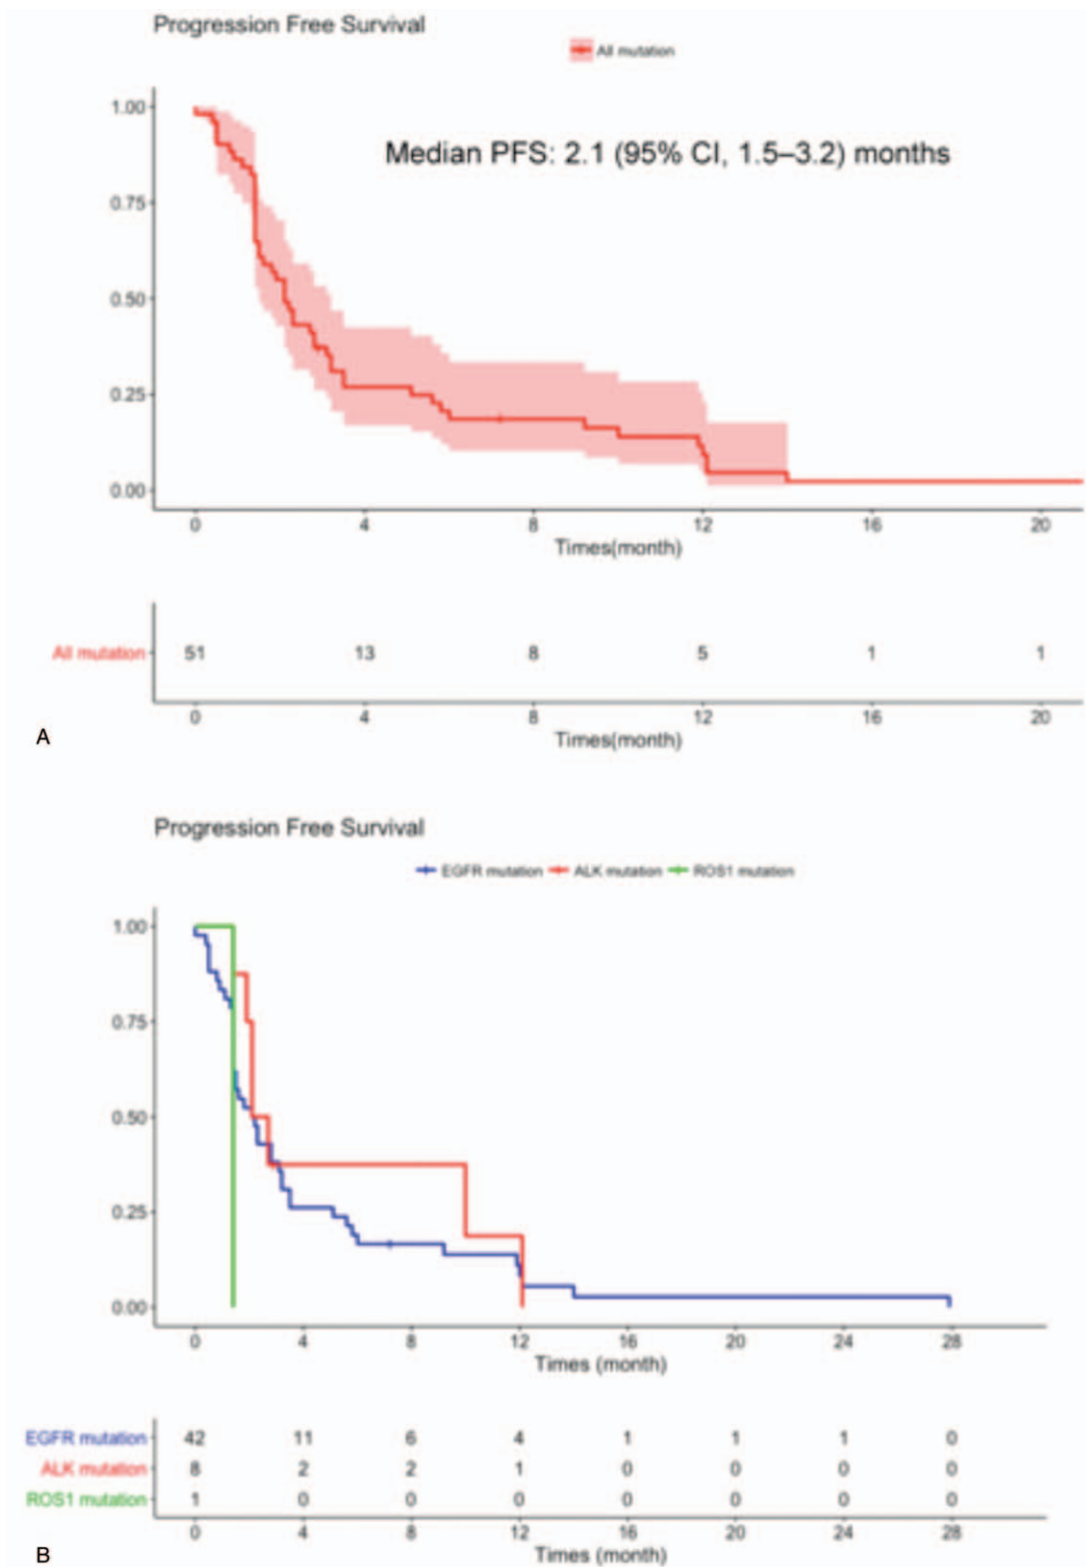 Progression Free Survival
All mutation
1.00
Median PFS: 2.1 (95% CI, 1.5–3.2) months
0.75
0.50
0.25
0.00
0 4 8 12 16 20
Times(month)
All mutation 51 13 8 5 1 1
0 4 8 12 16 20
A
Times(month)
Progression Free Survival
EGFR mutation ALK mutation ROS1 mutation
1.00
0.75
0.50
0.25
0.00
0 4 8 12 16 20 24 28
Times (month)
EGFR mutation 42 11 6 4 1 1 1 0
ALK mutation 8 2 2 1 0 0 0 0
ROS1 mutation 1 0 0 0 0 0 0 0
0 4 8 12 16 20 24 28
B
Times (month)